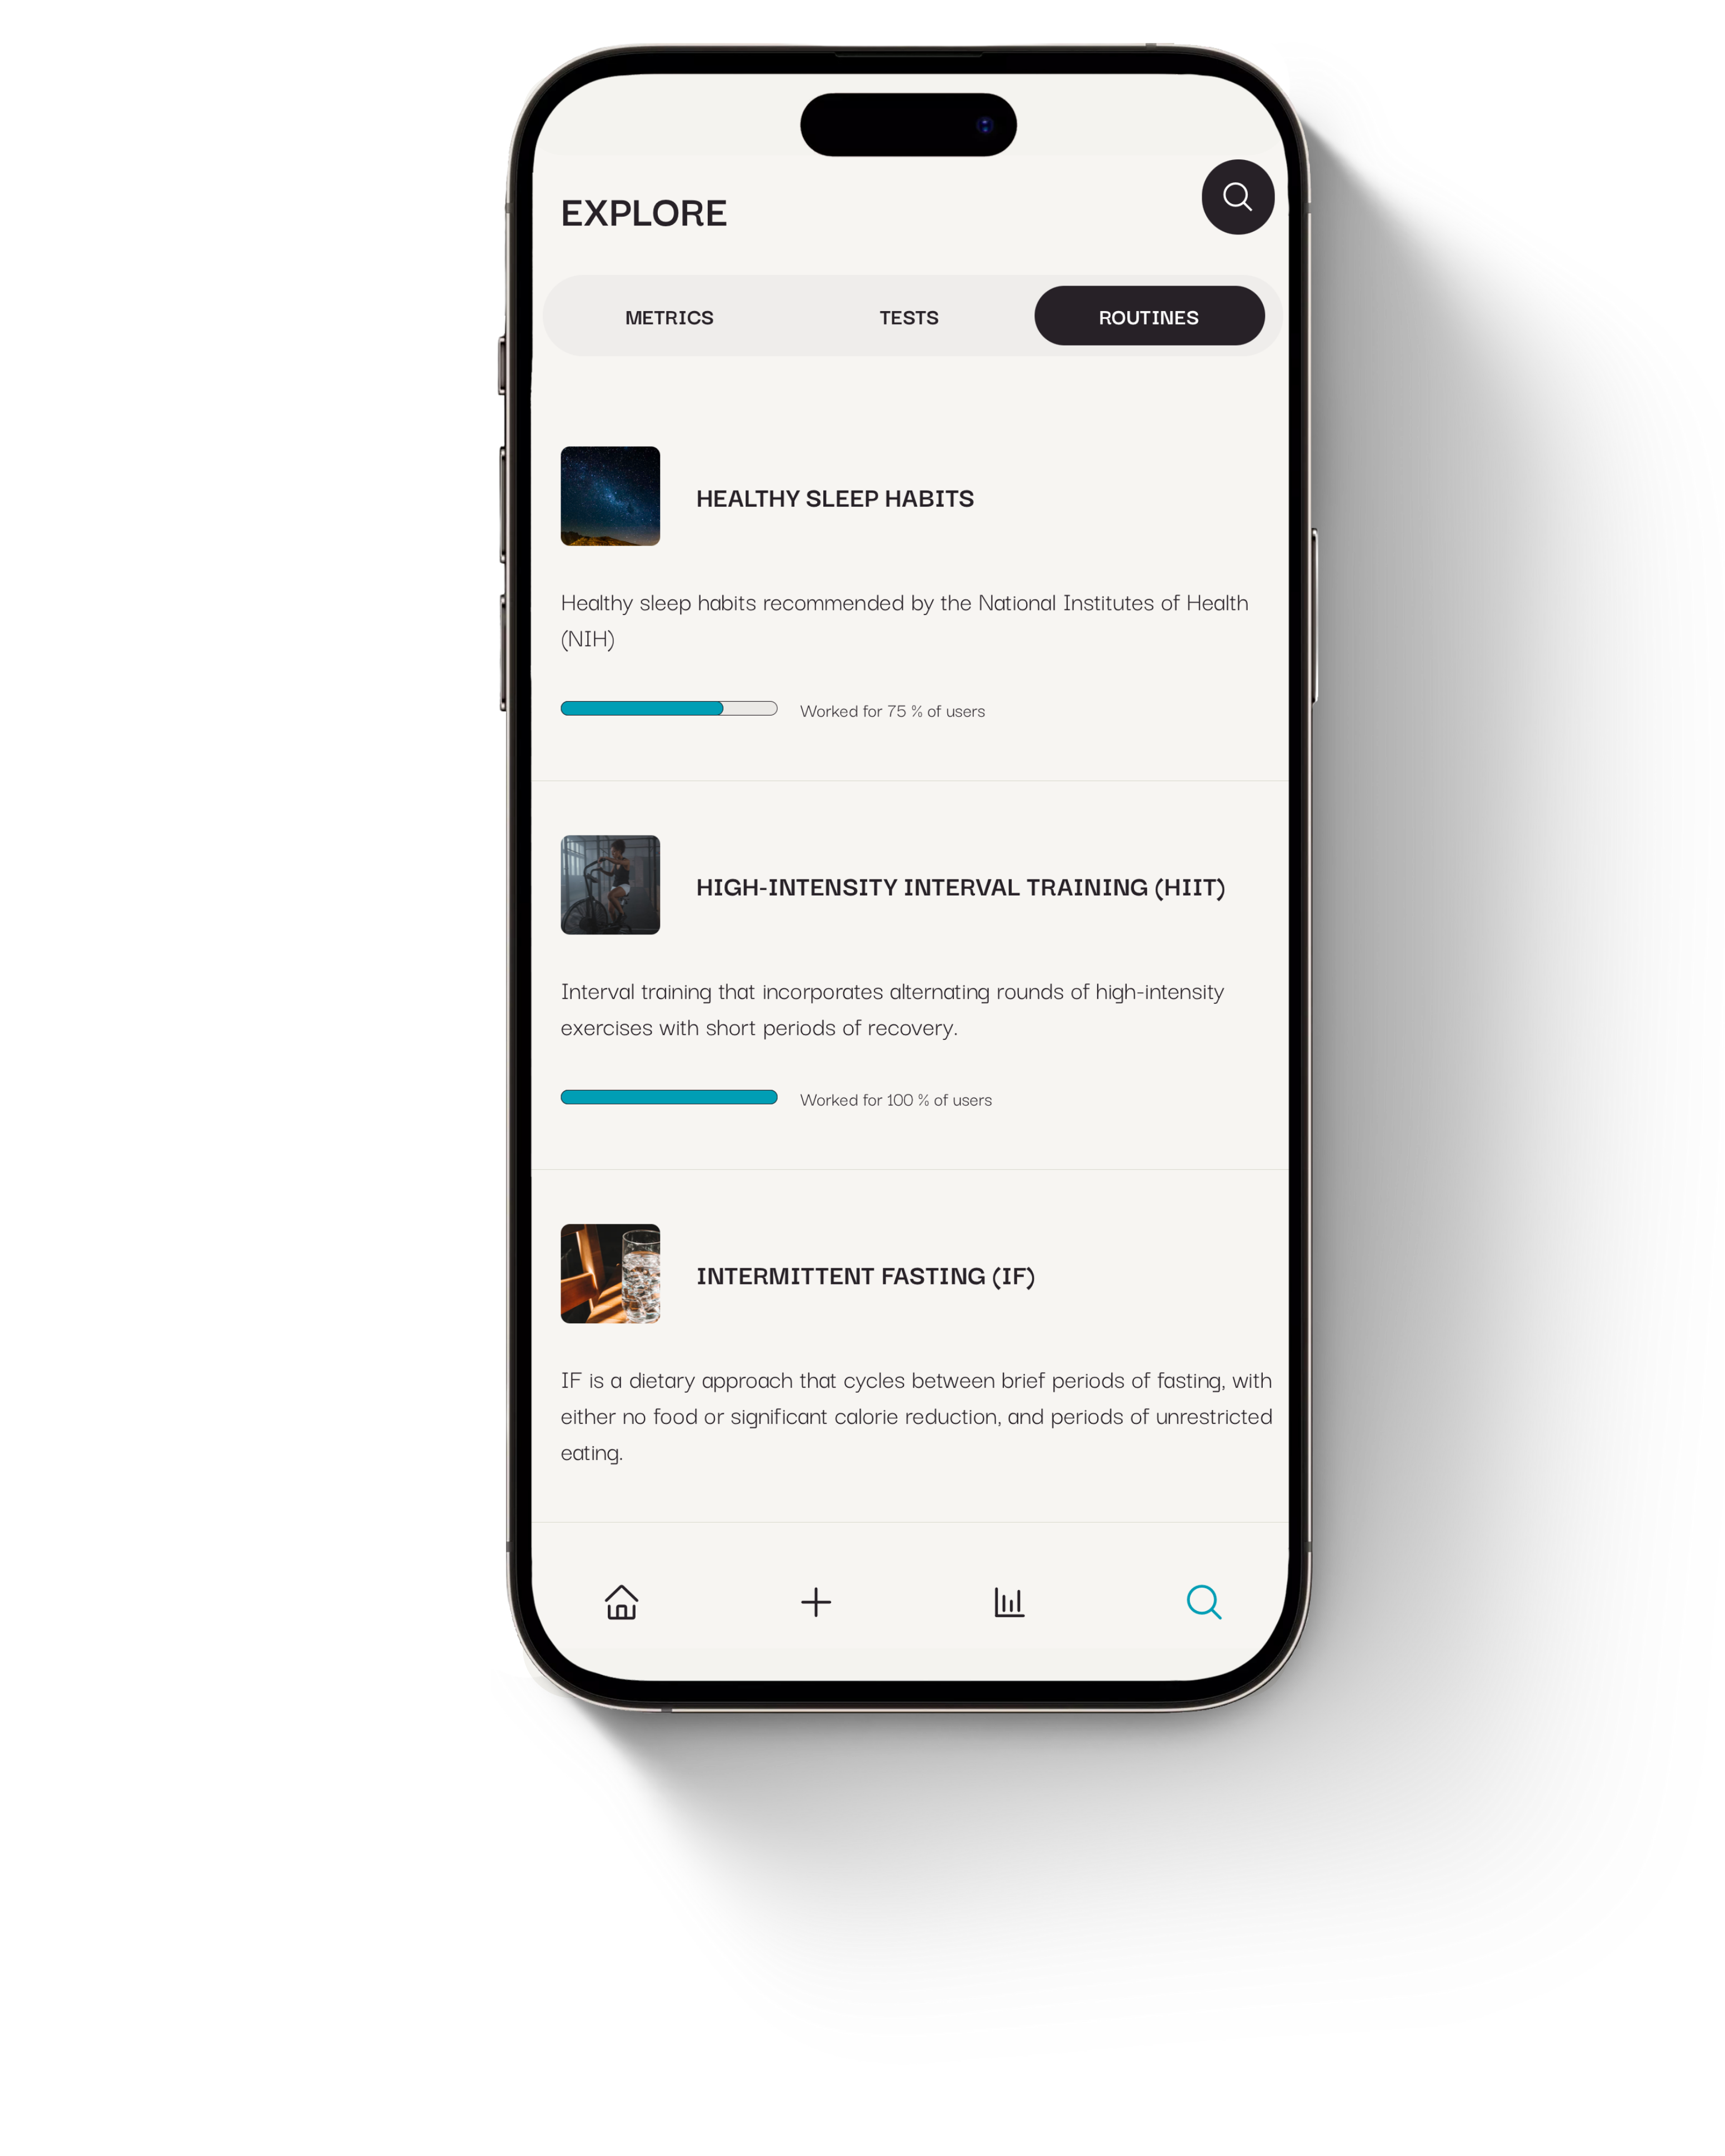 EXPLORE
METRICS TESTS ROUTINES
HEALTHY SLEEP HABITS
Healthy sleep habits recommended by the National Institutes of Health
(NIH)
Worked for 75 % of users
HIGH-INTENSITY INTERVAL TRAINING (HIIT)
Interval training that incorporates alternating rounds of high-intensity
exercises with short periods of recovery.
Worked for 100 % of users
INTERMITTENT FASTING (IF)
IF is a dietary approach that cycles between brief periods of fasting, with
either no food or significant calorie reduction, and periods of unrestricted
eating.